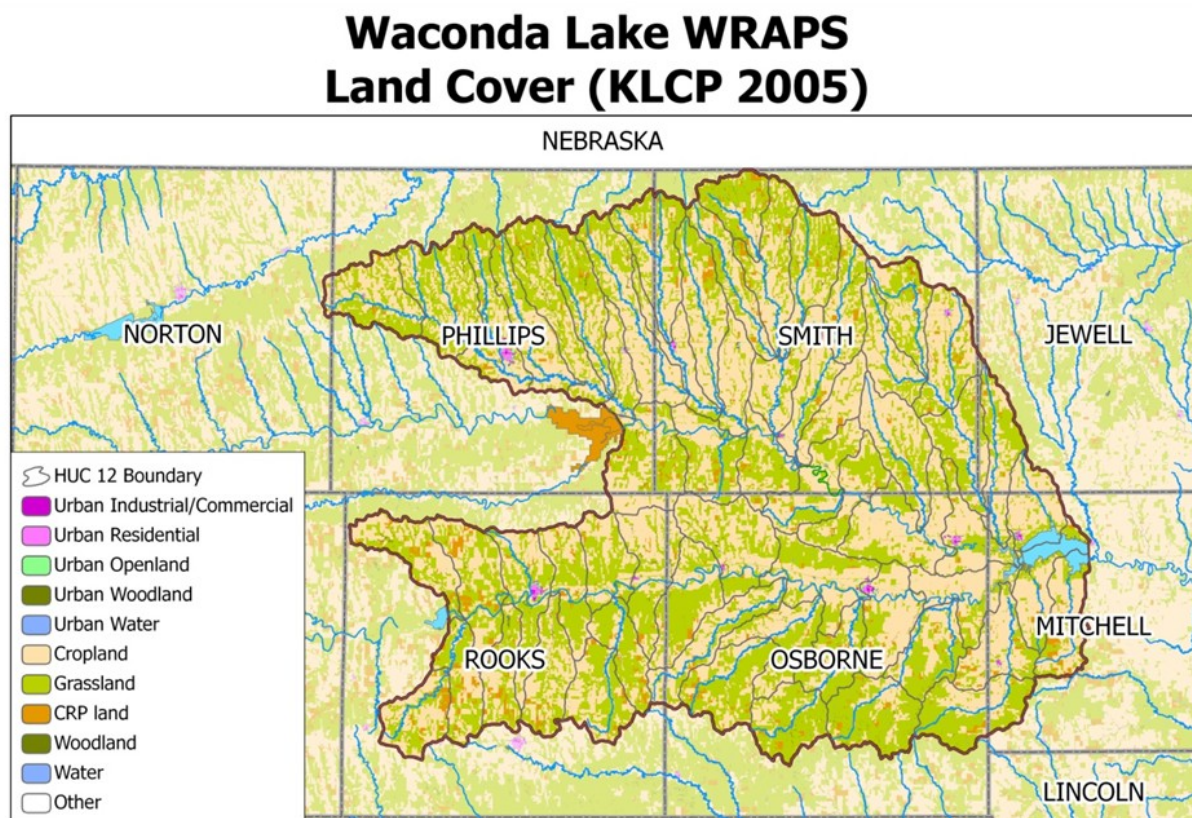 Waconda Lake WRAPS
Land Cover (KLCP 2005)
NEBRASKA
NORTON
PHILLIPS
SMITH
JEWELL
HUC 12 Boundary
Urban Industrial/Commercial
Urban Residential
Urban Openland
Urban Woodland
Urban Water
Cropland
Grassland
CRP land
Woodland
Water
Other
ROOKS
OSBORNE
MITCHELL
LINCOLN